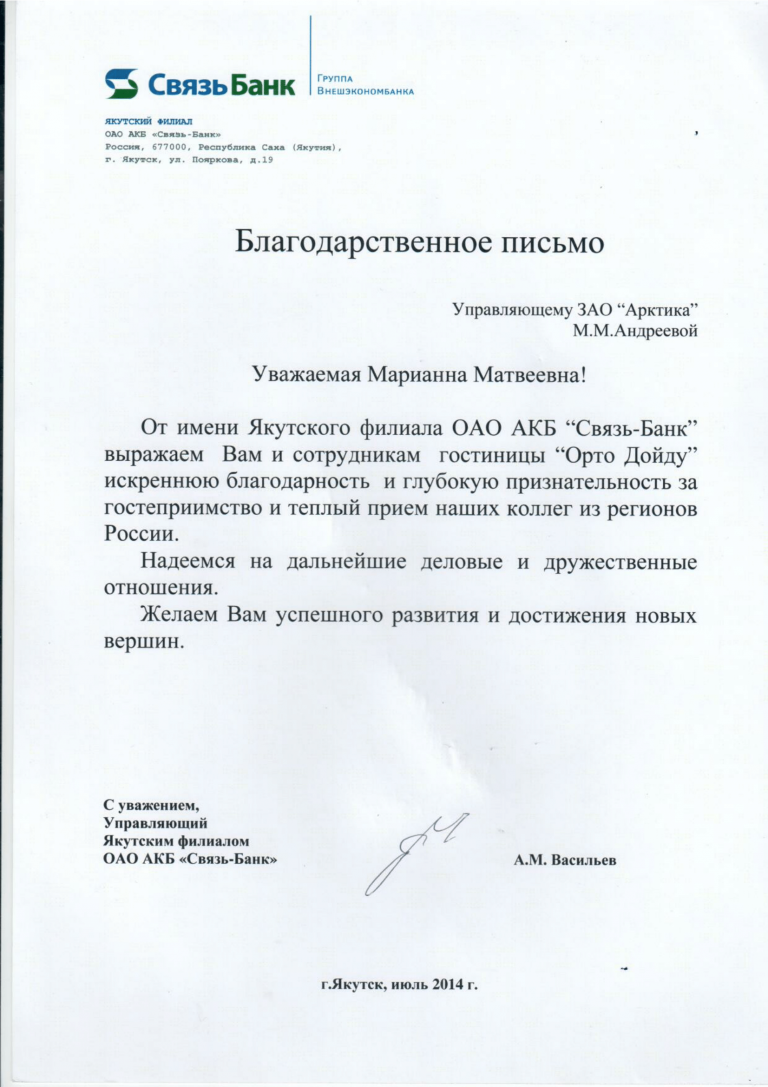 Связь Банк
Группа
Внешэкономбанка
ЯКУТСКИЙ ФИЛИАЛ
ОАО АКБ «Связь-Банк»
Россия, 677000, Республика Саха (Якутия),
г. Якутск, ул. Пояркова, д.19
Благодарственное письмо
Управляющему ЗАО “Арктика”
М.М.Андреевой
Уважаемая Марианна Матвеевна!
От имени Якутского филиала ОАО АКБ “Связь-Банк”
выражаем Вам и сотрудникам гостиницы “Орто Дойду”
искреннюю благодарность и глубокую признательность за
гостеприимство и теплый прием наших коллег из регионов
России.
Надеемся на дальнейшие деловые и дружественные
отношения.
Желаем Вам успешного развития и достижения новых
вершин.
С уважением,
Управляющий
Якутским филиалом
ОАО АКБ «Связь-Банк»
А.М. Васильев
г.Якутск, июль 2014 г.